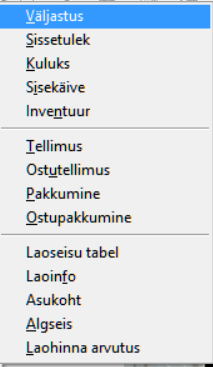 Väljastus
Sissetulek
Kuluks
Sisekäive
Inventuur
Tellimus
Ostutellimus
Pakkumine
Ostupakkumine
Laoseisu tabel
Laoinfo
Asukoht
Algseis
Laohinna arvutus